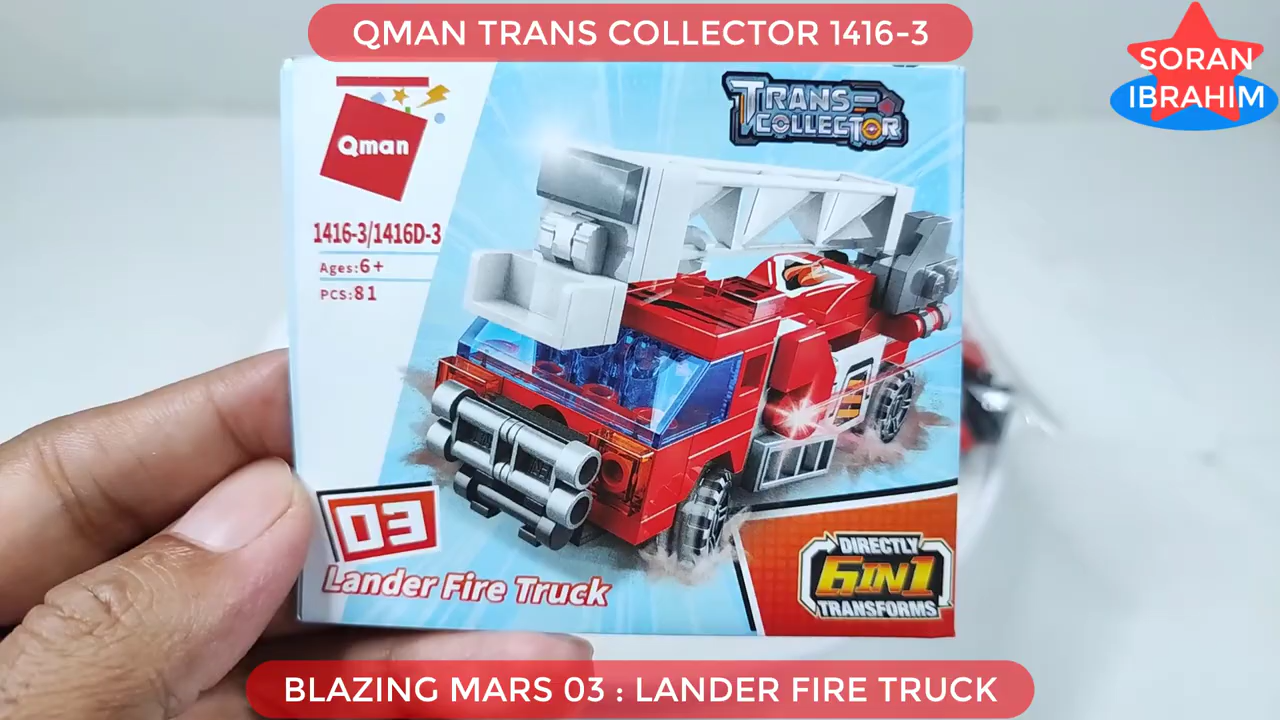 QMAN TRANS COLLECTOR 1416-3
SORAN
IBRAHIM
TRANS
COLLECTOR
Qman
1416-3/1416D-3
Ages:6+
PCS:81
03
Lander Fire Truck
DIRECTLY
6IN1
TRANSFORMS
BLAZING MARS 03 : LANDER FIRE TRUCK